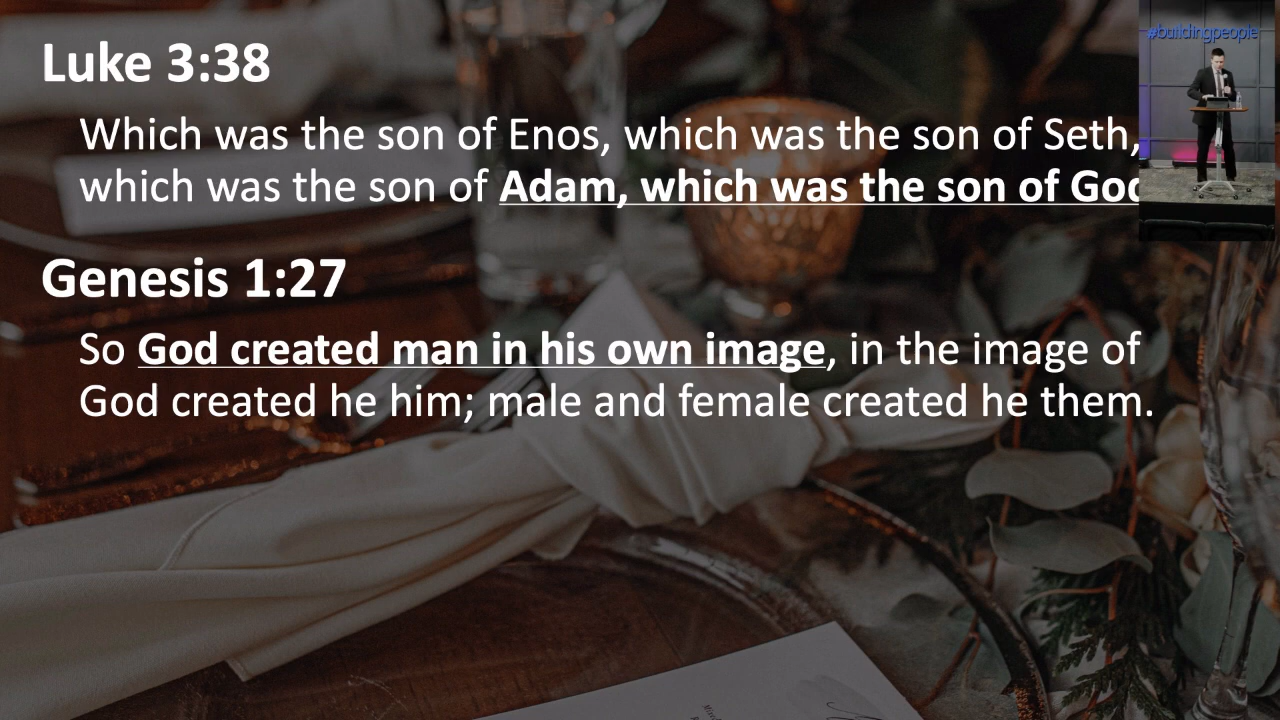 #buildingpeople
Luke 3:38
Which was the son of Enos, which was the son of Seth,
which was the son of Adam, which was the son of God
Genesis 1:27
So God created man in his own image, in the image of
God created he him; male and female created he them.